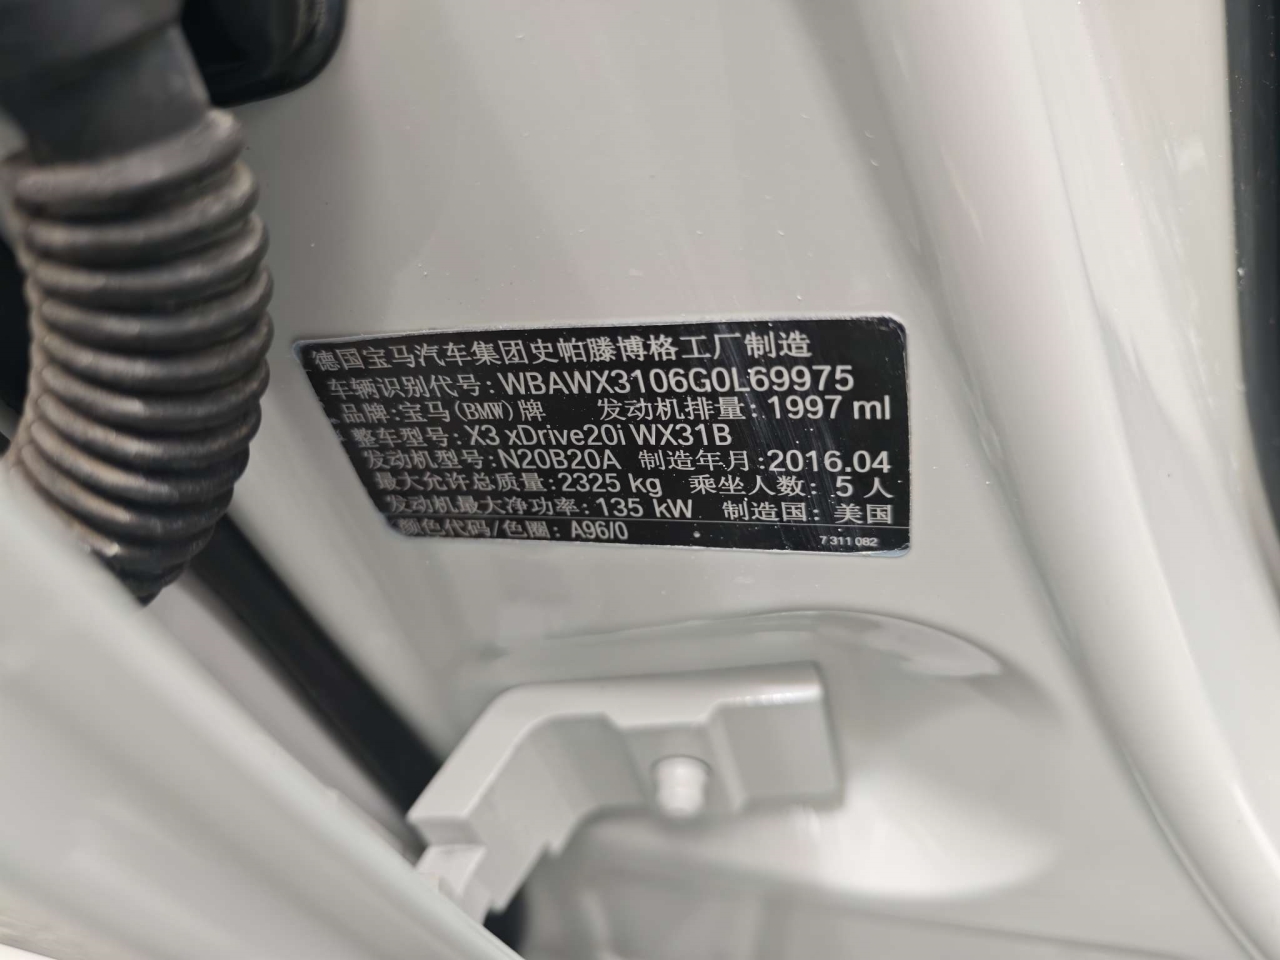 德国宝马汽车集团史帕滕博格工厂制造
车辆识别代号: WBAWX3106G0L69975
品牌: 宝马(BMW)牌 发动机排量: 1997 ml
整车型号: X3 xDrive20i WX31B
发动机型号: N20B20A 制造年月: 2016.04
最大允许总质量: 2325 kg 乘坐人数: 5 人
发动机最大净功率: 135 kW 制造国: 美国
颜色代码/色圈: A96/0 7 311 082